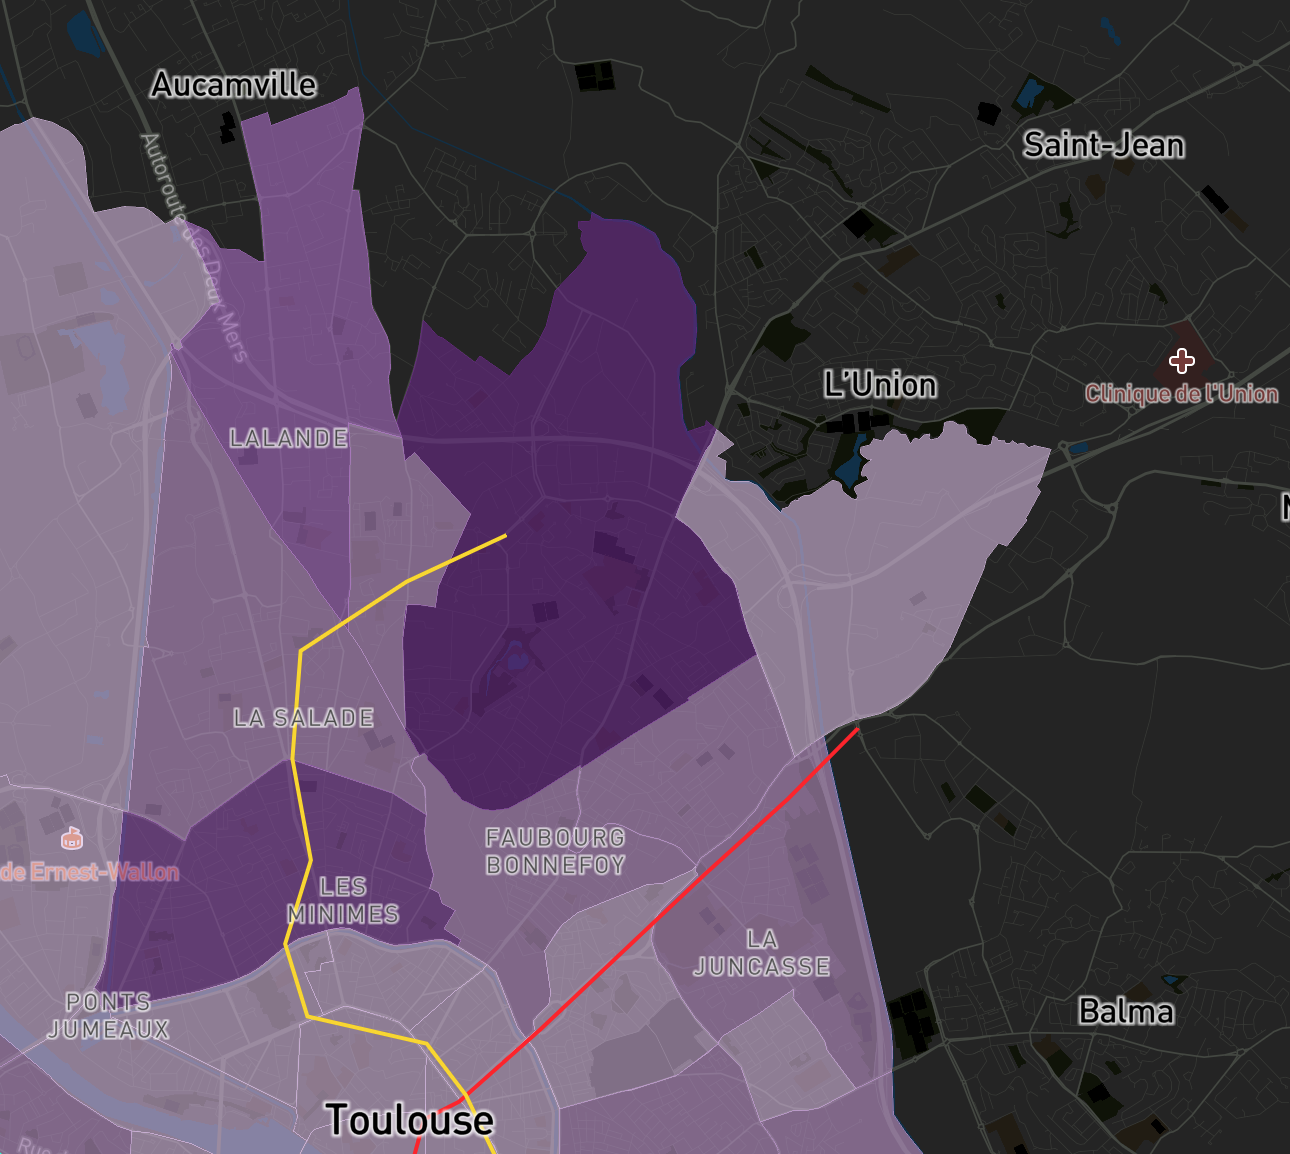 Aucamville
Saint-Jean
Autoroute des Deux Mers
L'Union
Clinique de l'Union
LALANDE
LA SALADE
FAUBOURG
BONNEFOY
de Ernest-Wallon
LES
MINIMES
LA
JUNCASSE
PONTS
JUMEAUX
Balma
Toulouse